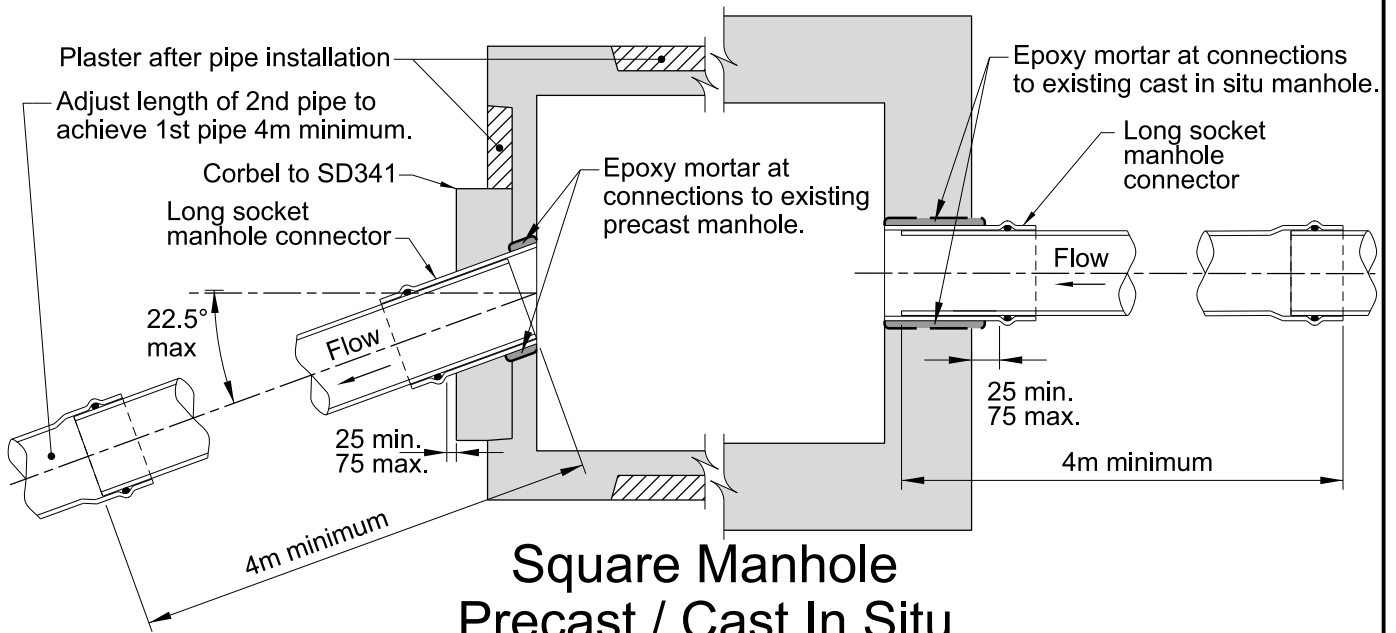 Plaster after pipe installation
Adjust length of 2nd pipe to
achieve 1st pipe 4m minimum.
Corbel to SD341
Long socket
manhole connector
22.5°
max
Flow
25 min.
75 max.
4m minimum
Epoxy mortar at
connections to existing
precast manhole.
Epoxy mortar at connections
to existing cast in situ manhole.
Long socket
manhole
connector
Flow
25 min.
75 max.
4m minimum
Square Manhole
Precast / Cast In Situ